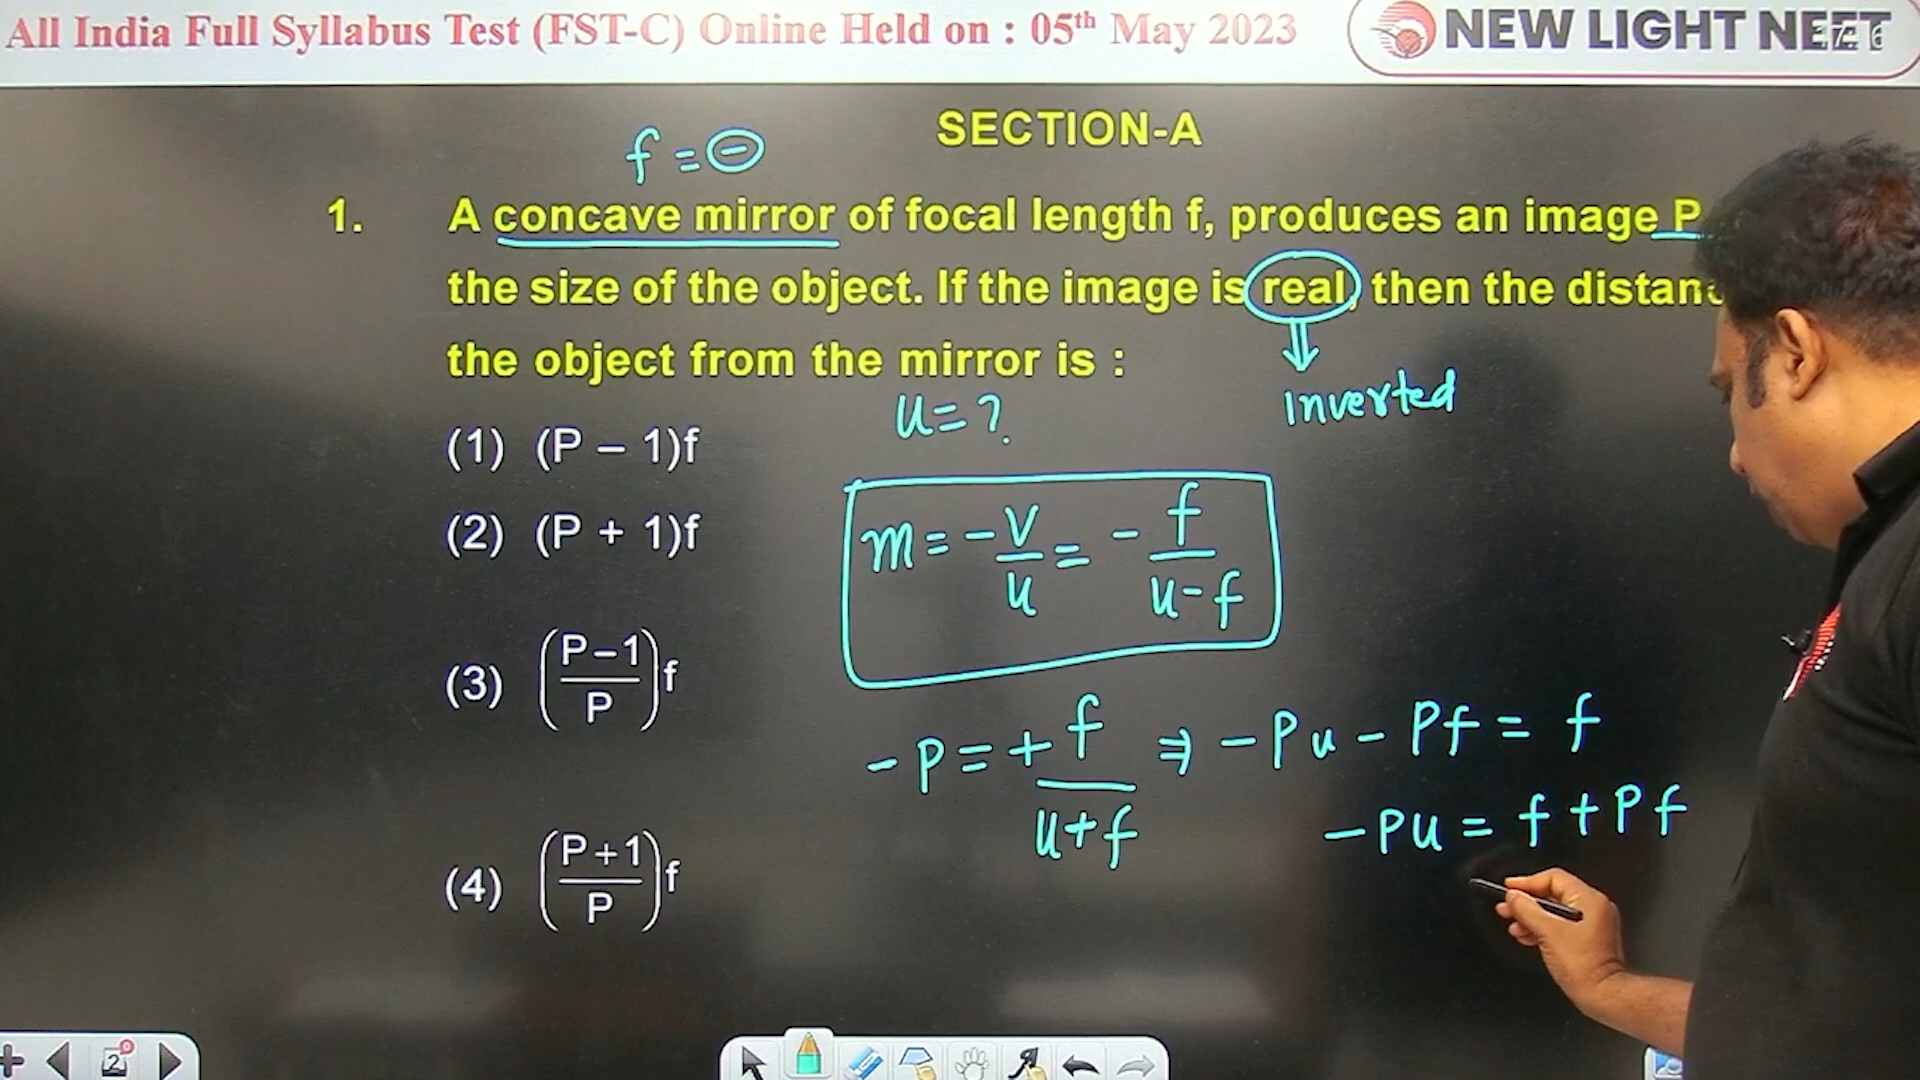 All India Full Syllabus Test (FST-C) Online Held on : 05th May 2023
NEW LIGHT NEET
SECTION-A
f = ⊖
1. A concave mirror of focal length f, produces an image P
the size of the object. If the image is real, then the distanc
the object from the mirror is :
inverted
u = ?
(1) (P – 1)f
(2) (P + 1)f
(3) (P–1/P)f
(4) (P+1/P)f
m = -v/u = -f/u-f
-P = +f/u+f ⇒ -Pu - Pf = f
-Pu = f + Pf
2